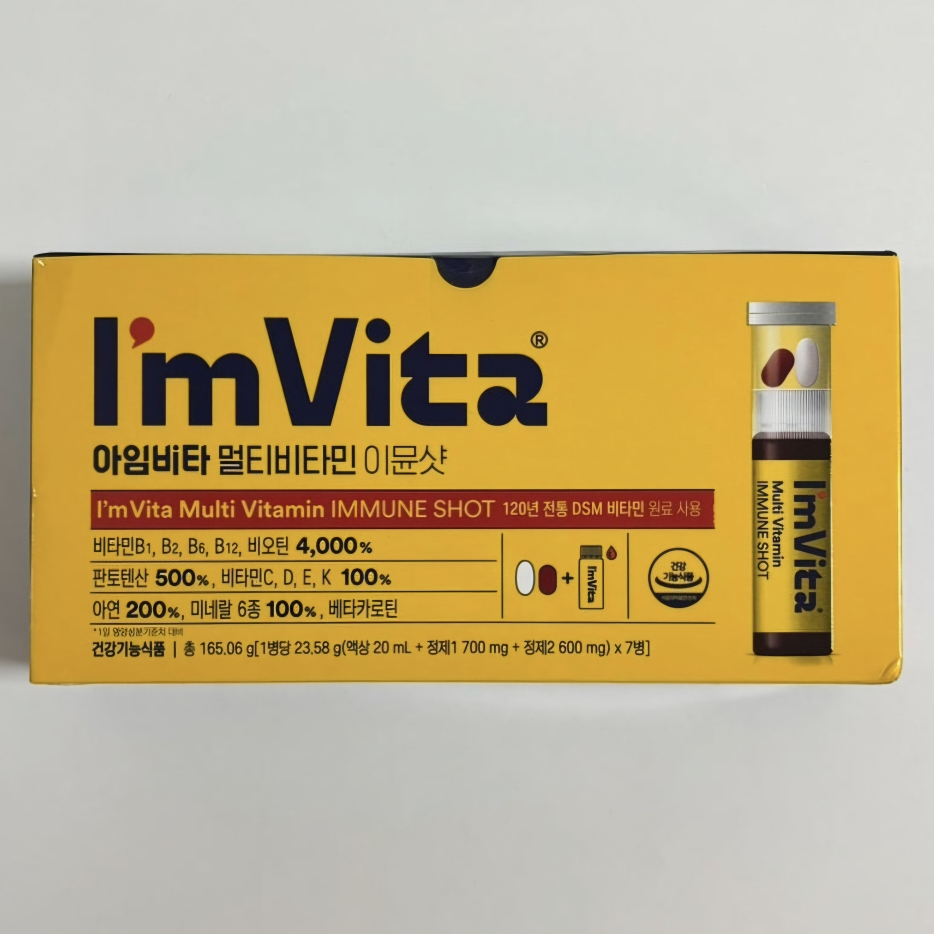 I'm Vita®
아임비타 멀티비타민 이뮨샷
I'm Vita Multi Vitamin IMMUNE SHOT 120년 전통 DSM 비타민 원료 사용
비타민B1, B2, B6, B12, 비오틴 4,000%
판토텐산 500%, 비타민C, D, E, K 100%
아연 200%, 미네랄 6종 100%, 베타카로틴
*1일 영양성분기준치 대비
건강기능식품 | 총 165.06 g[1병당 23.58 g(액상 20 mL + 정제1 700 mg + 정제2 600 mg) x 7병]
+
I'm Vita
건강
기능식품
I'm Vita
Multi Vitamin
IMMUNE SHOT